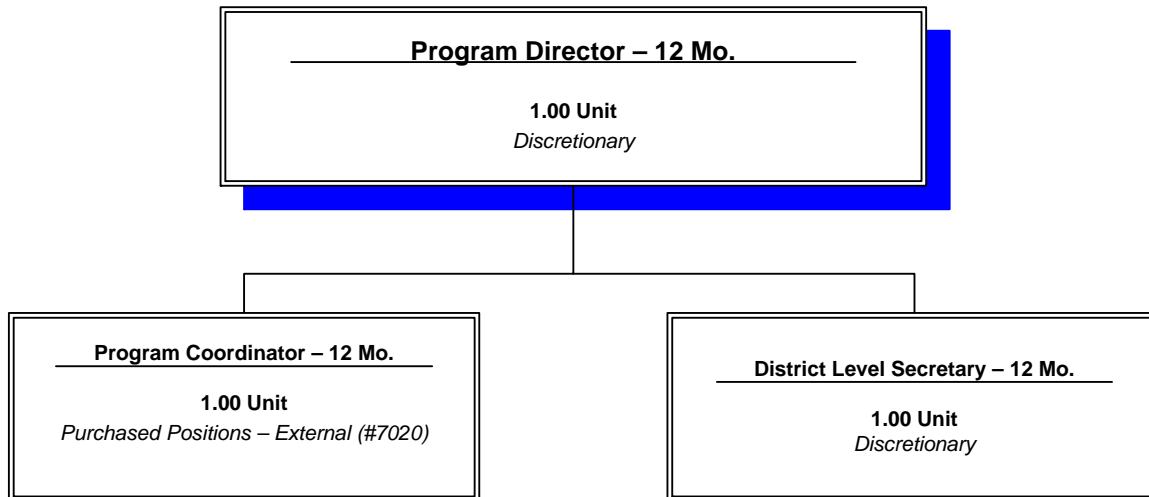 Program Director – 12 Mo.
1.00 Unit
Discretionary
Program Coordinator – 12 Mo.
1.00 Unit
Purchased Positions – External (#7020)
District Level Secretary – 12 Mo.
1.00 Unit
Discretionary